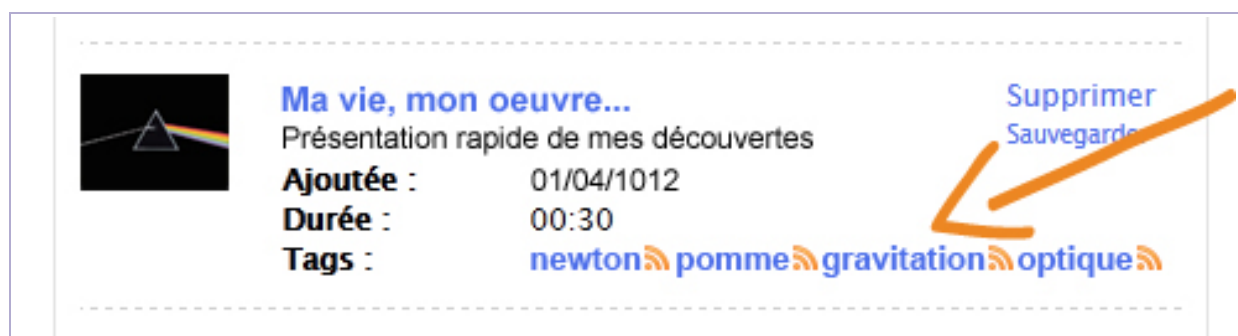 Ma vie, mon oeuvre...
Supprimer
Présentation rapide de mes découvertes
Ajoutée : 01/04/1012
Durée : 00:30
Tags : newton pomme gravitation optique